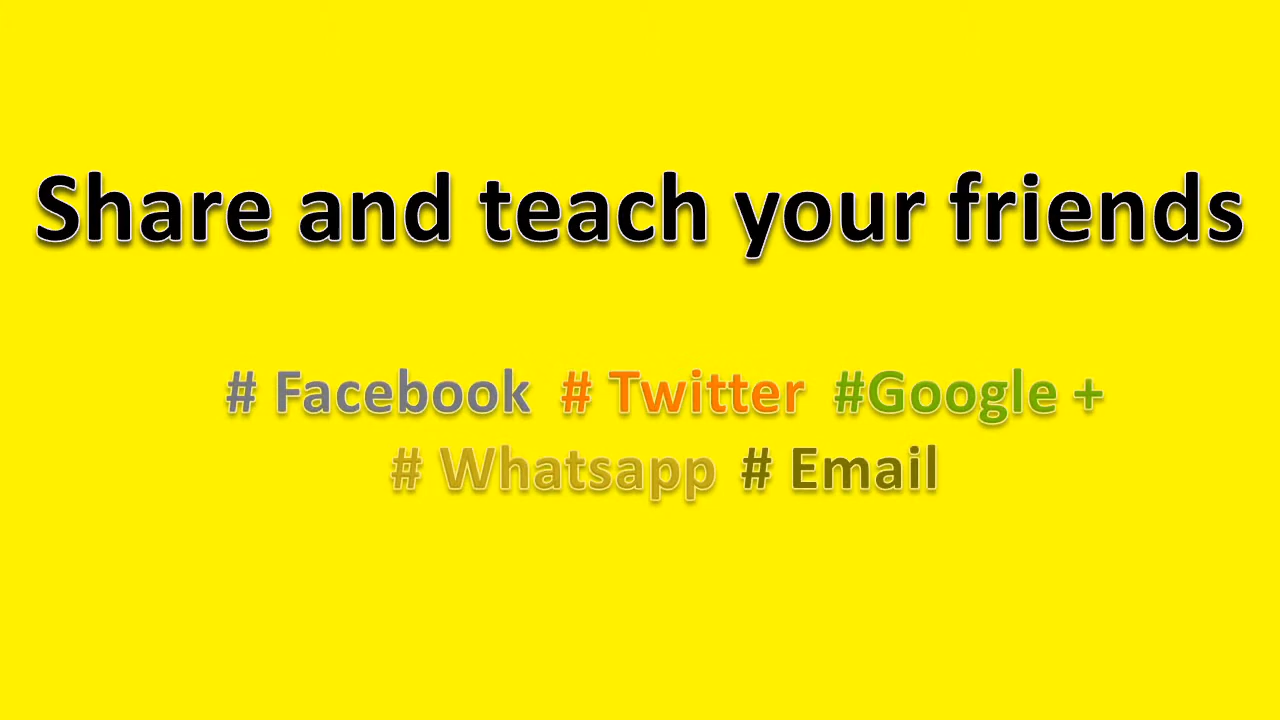 Share and teach your friends
# Facebook # Twitter #Google +
# Whatsapp # Email